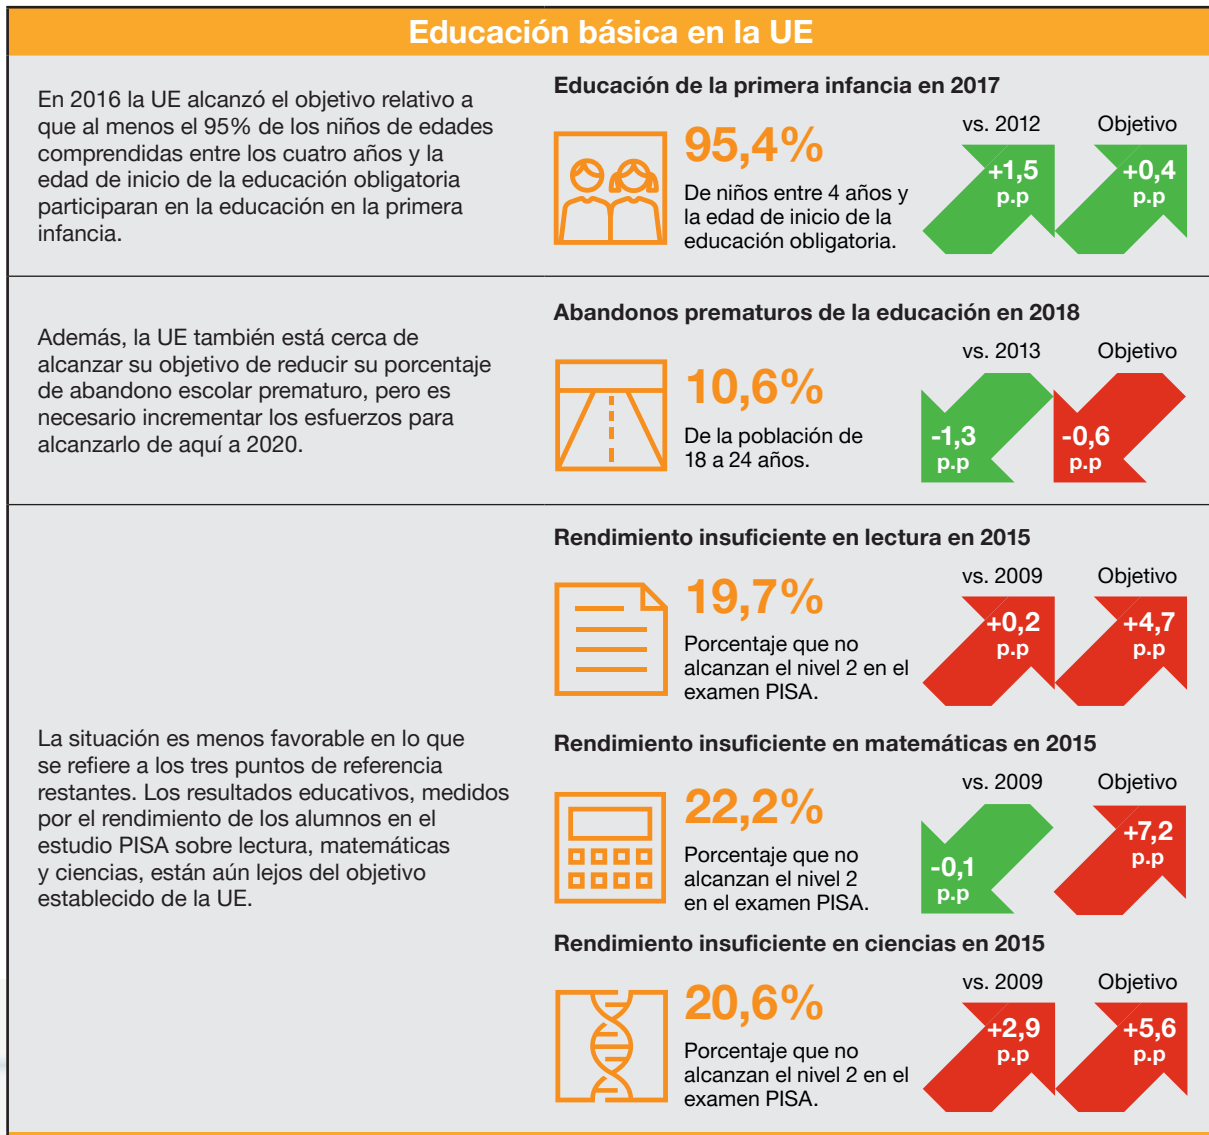 Educación básica en la UE
En 2016 la UE alcanzó el objetivo relativo a
que al menos el 95% de los niños de edades
comprendidas entre los cuatro años y la
edad de inicio de la educación obligatoria
participaran en la educación en la primera
infancia.
Educación de la primera infancia en 2017
95,4%
De niños entre 4 años y
la edad de inicio de la
educación obligatoria.
vs. 2012
+1,5
p.p
Objetivo
+0,4
p.p
Además, la UE también está cerca de
alcanzar su objetivo de reducir su porcentaje
de abandono escolar prematuro, pero es
necesario incrementar los esfuerzos para
alcanzarlo de aquí a 2020.
Abandonos prematuros de la educación en 2018
10,6%
De la población de
18 a 24 años.
vs. 2013
-1,3
p.p
Objetivo
-0,6
p.p
La situación es menos favorable en lo que
se refiere a los tres puntos de referencia
restantes. Los resultados educativos, medidos
por el rendimiento de los alumnos en el
estudio PISA sobre lectura, matemáticas
y ciencias, están aún lejos del objetivo
establecido de la UE.
Rendimiento insuficiente en lectura en 2015
19,7%
Porcentaje que no
alcanzan el nivel 2 en el
examen PISA.
vs. 2009
+0,2
p.p
Objetivo
+4,7
p.p
Rendimiento insuficiente en matemáticas en 2015
22,2%
Porcentaje que no
alcanzan el nivel 2
en el examen PISA.
vs. 2009
-0,1
p.p
Objetivo
+7,2
p.p
Rendimiento insuficiente en ciencias en 2015
20,6%
Porcentaje que no
alcanzan el nivel 2 en el
examen PISA.
vs. 2009
+2,9
p.p
Objetivo
+5,6
p.p